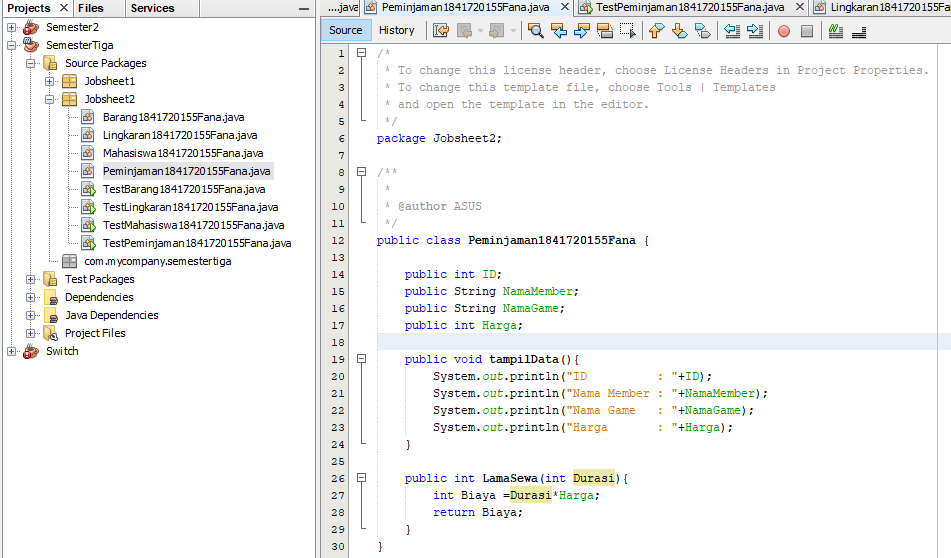 Projects
Files
Services
Semester2
SemesterTiga
Source Packages
Jobsheet1
Jobsheet2
Barang1841720155Fana.java
Lingkaran1841720155Fana.java
Mahasiswa1841720155Fana.java
Peminjaman1841720155Fana.java
TestBarang1841720155Fana.java
TestLingkaran1841720155Fana.java
TestMahasiswa1841720155Fana.java
TestPeminjaman1841720155Fana.java
com.mycompany.semestertiga
Test Packages
Dependencies
Java Dependencies
Project Files
Switch
...java
Peminjaman1841720155Fana.java
TestPeminjaman1841720155Fana.java
Lingkaran1841720155Fa
Source
History
1 /*
2  * To change this license header, choose License Headers in Project Properties.
3  * To change this template file, choose Tools | Templates
4  * and open the template in the editor.
5  */
6 package Jobsheet2;
7
8 /**
9  *
10  * @author ASUS
11  */
12 public class Peminjaman1841720155Fana {
13
14     public int ID;
15     public String NamaMember;
16     public String NamaGame;
17     public int Harga;
18
19     public void tampilData(){
20         System.out.println("ID          : "+ID);
21         System.out.println("Nama Member : "+NamaMember);
22         System.out.println("Nama Game   : "+NamaGame);
23         System.out.println("Harga       : "+Harga);
24     }
25
26     public int LamaSewa(int Durasi){
27         int Biaya =Durasi*Harga;
28         return Biaya;
29     }
30 }